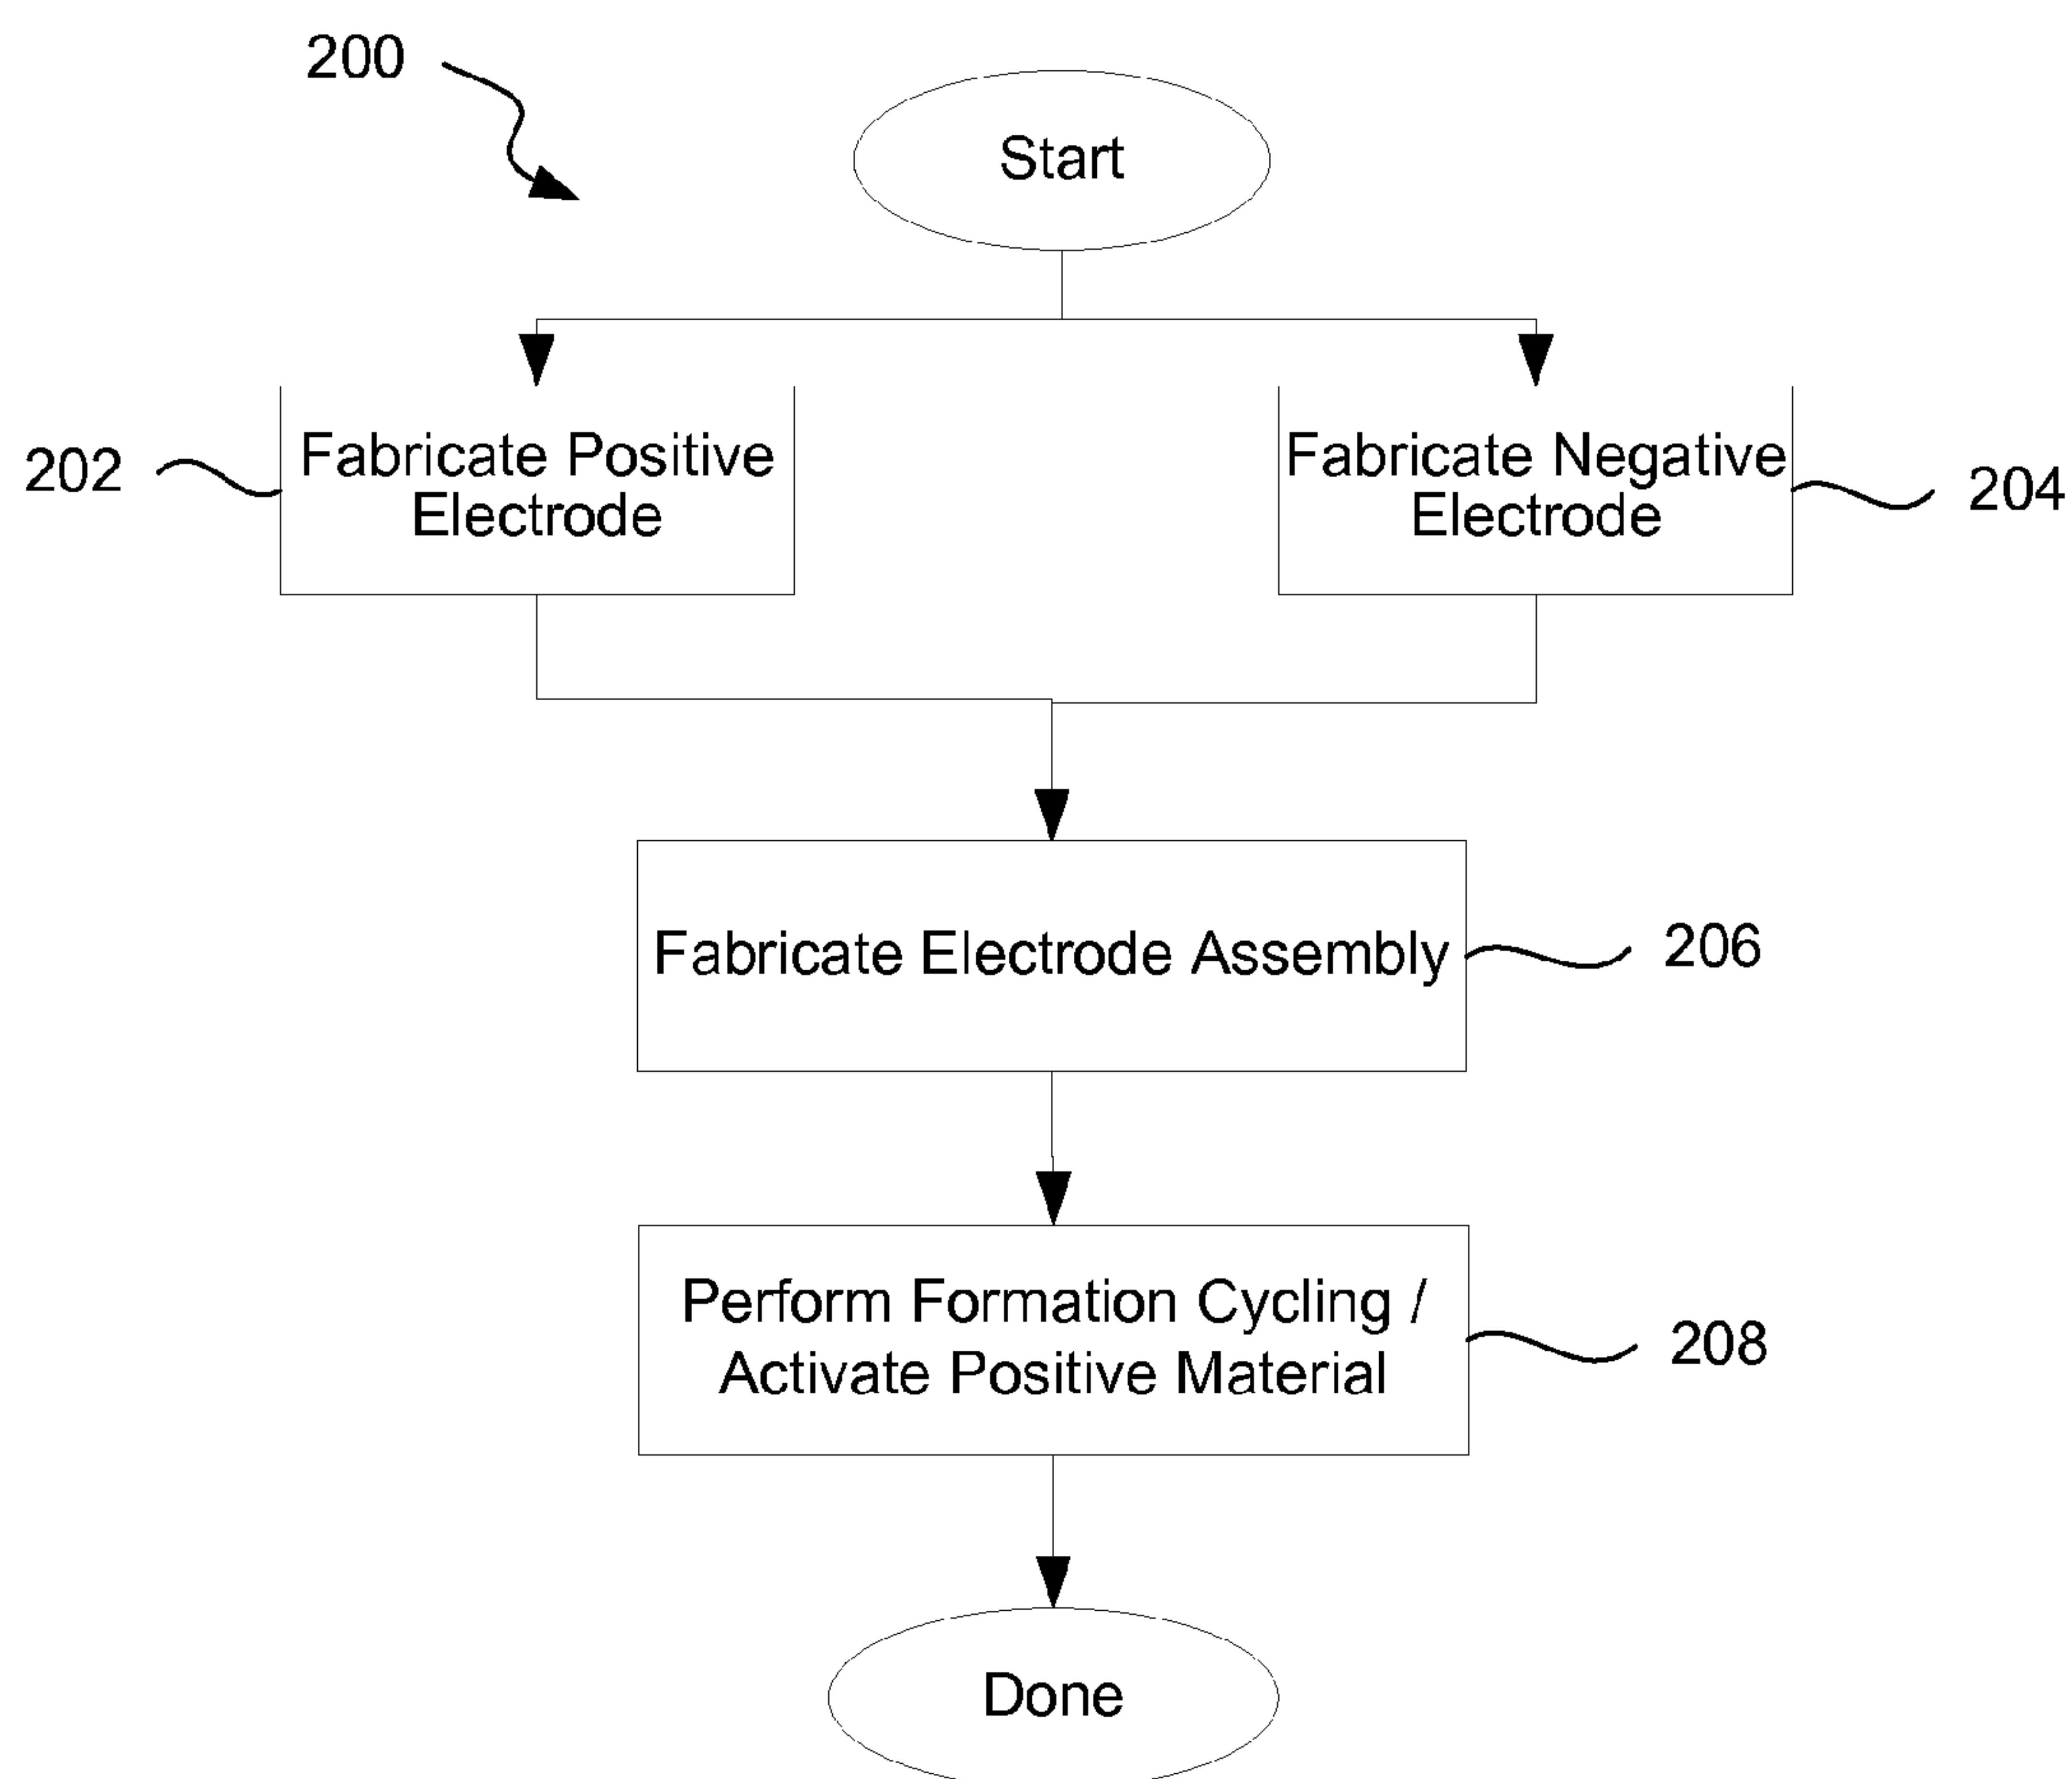 200
Start
202
Fabricate Positive
Electrode
Fabricate Negative
Electrode
204
Fabricate Electrode Assembly
206
Perform Formation Cycling /
Activate Positive Material
208
Done